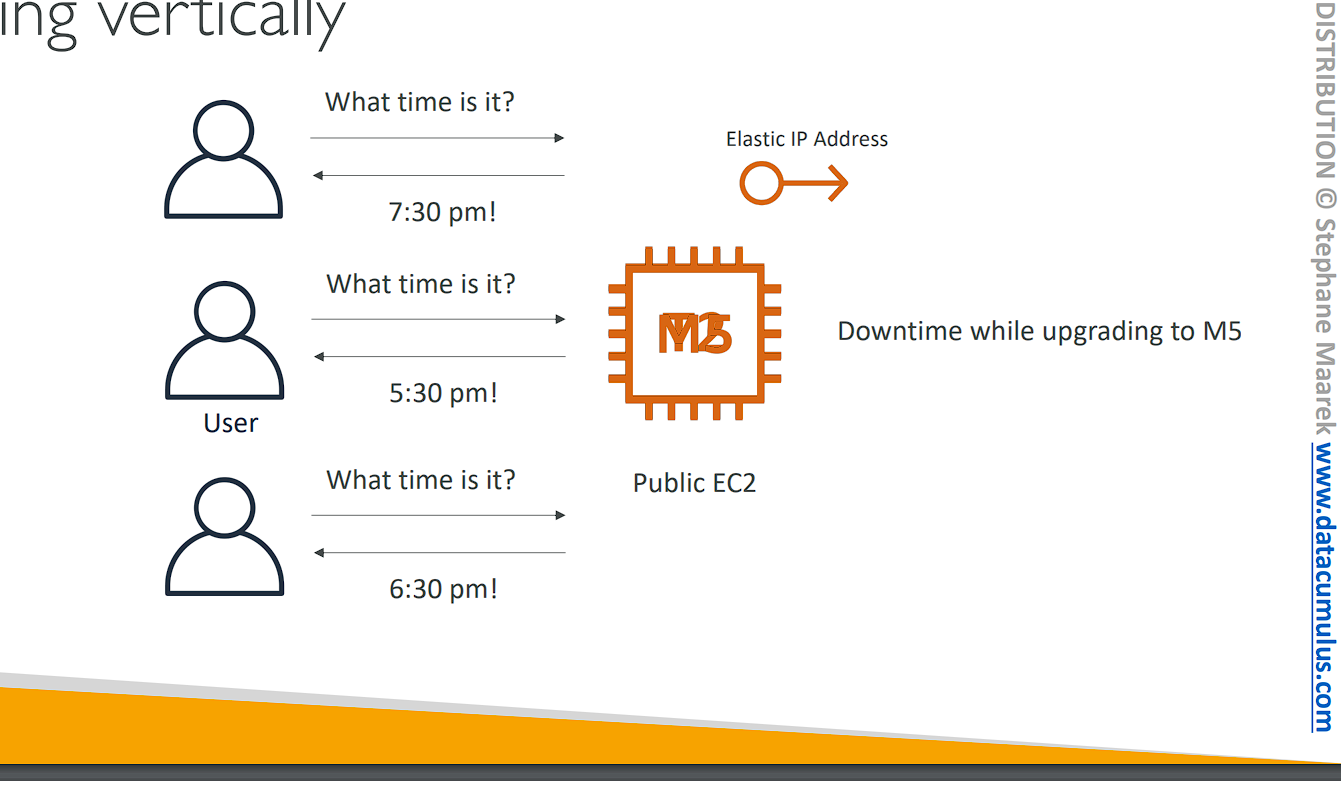 ing vertically
What time is it?
7:30 pm!
Elastic IP Address
What time is it?
5:30 pm!
User
M5
Downtime while upgrading to M5
What time is it?
6:30 pm!
Public EC2
DISTRIBUTION © Stephane Maarek www.datacumulus.com